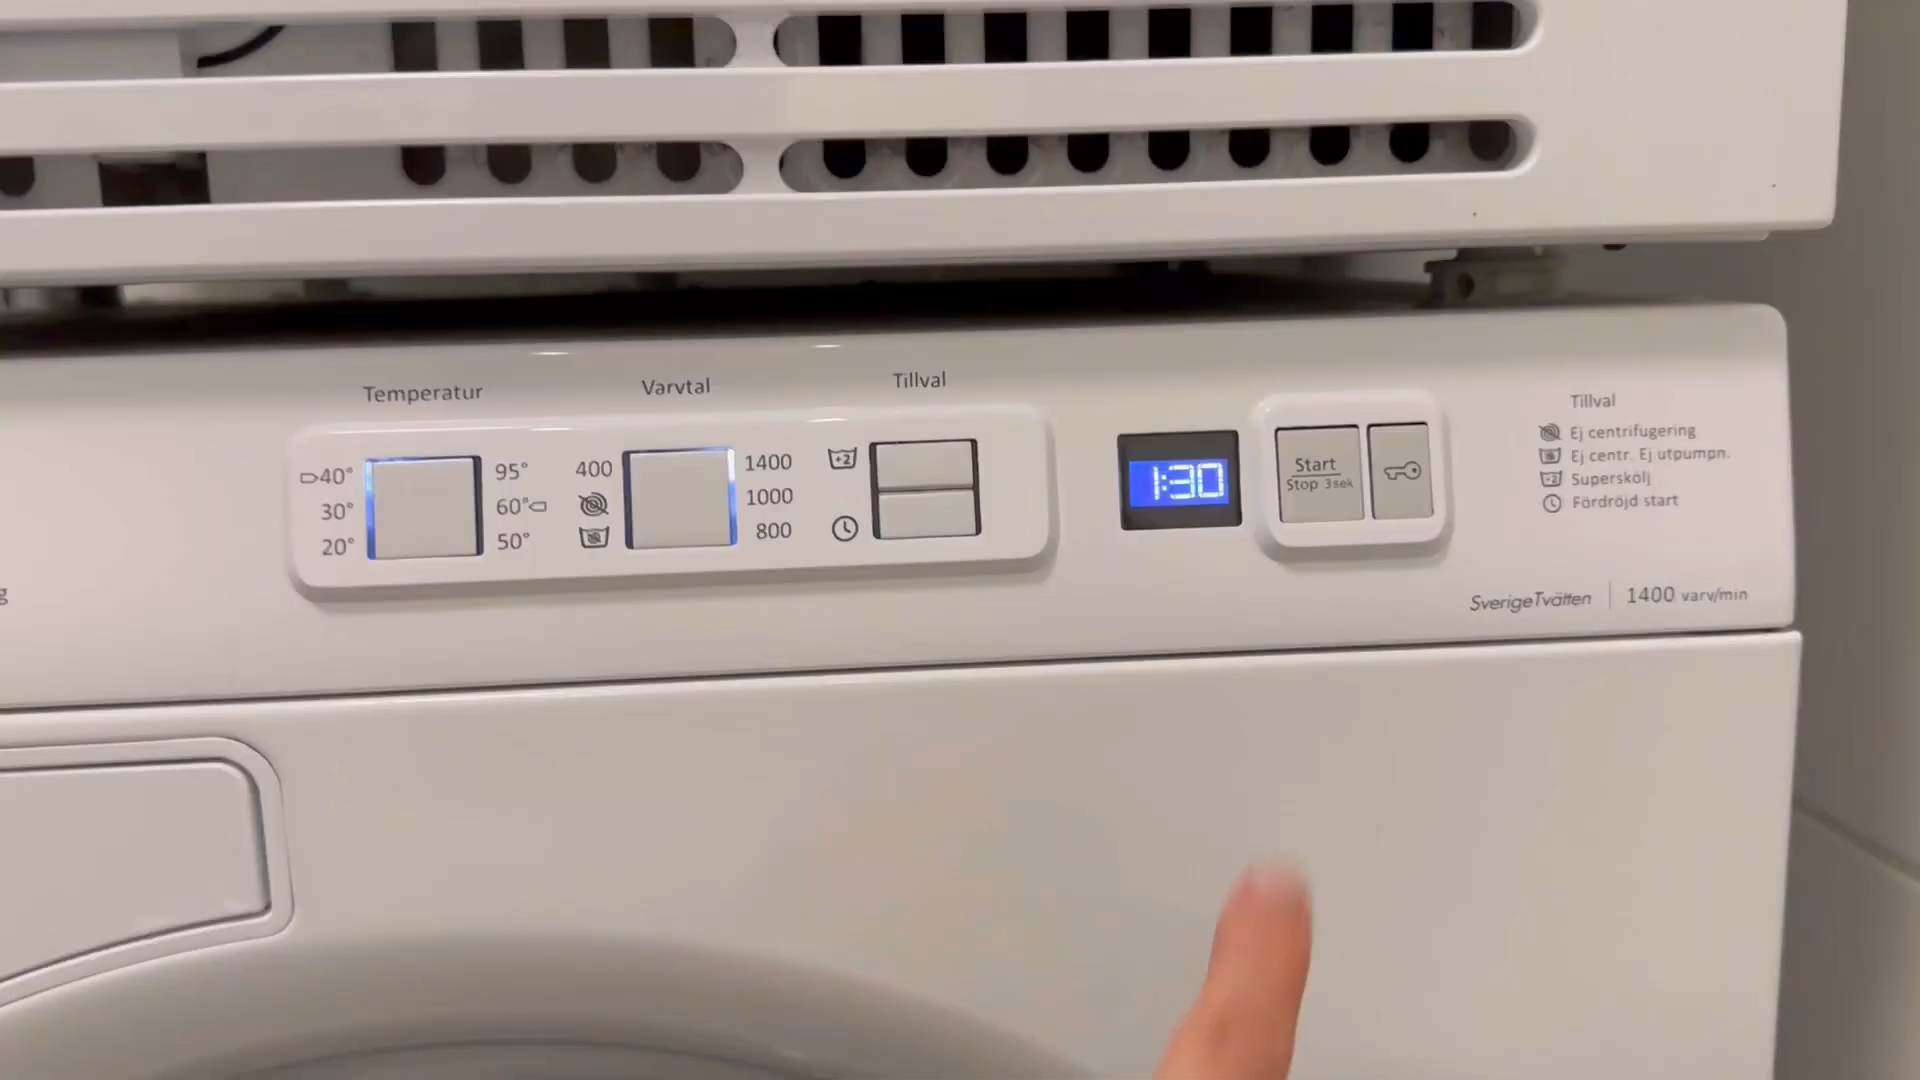 Temperatur
40°
30°
20°
95°
60°
50°
Varvtal
400
1400
1000
800
Tillval
+2
1:30
Start
Stop 3sek
Tillval
Ej centrifugering
Ej centr. Ej utpumpn.
Superskölj
Fördröjd start
SverigeTvätten
1400 varv/min
g